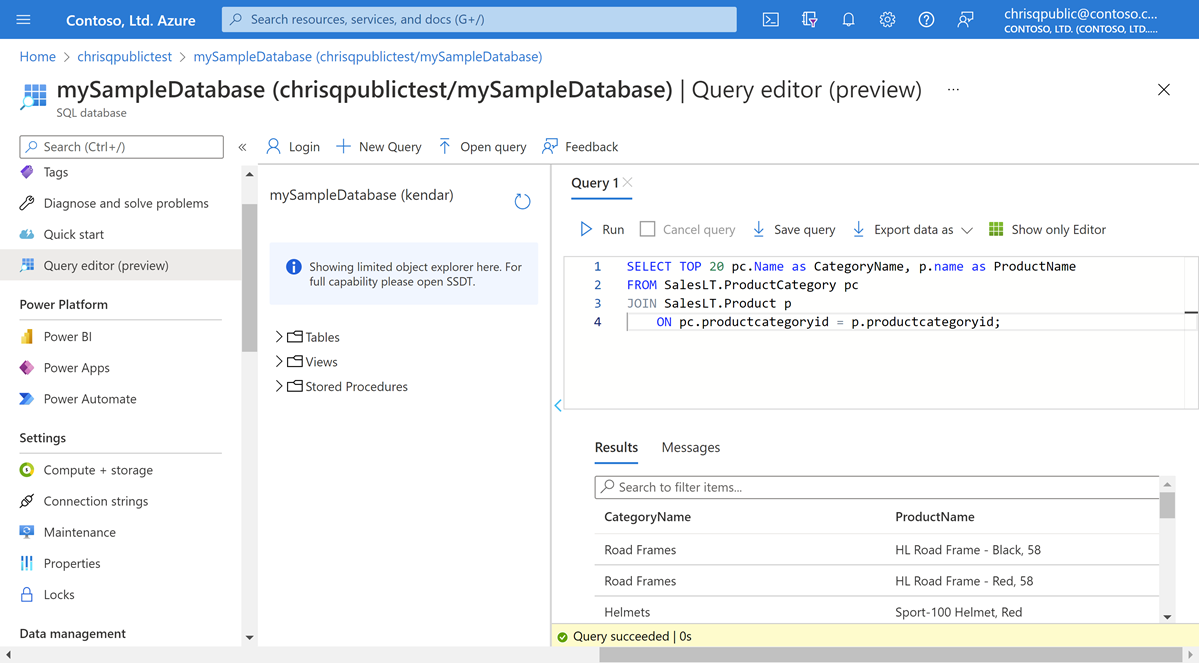 Contoso, Ltd. Azure
Search resources, services, and docs (G+/)
chrisqpublic@contoso.c...
CONTOSO, LTD. (CONTOSO, LTD.....
Home > chrisqpublictest > mySampleDatabase (chrisqpublictest/mySampleDatabase)
mySampleDatabase (chrisqpublictest/mySampleDatabase) | Query editor (preview) ...
SQL database
Search (Ctrl+/)
Tags
Diagnose and solve problems
Quick start
Query editor (preview)
Power Platform
Power BI
Power Apps
Power Automate
Settings
Compute + storage
Connection strings
Maintenance
Properties
Locks
Data management
Login
New Query
Open query
Feedback
mySampleDatabase (kendar)
Showing limited object explorer here. For
full capability please open SSDT.
Tables
Views
Stored Procedures
Query 1
Run
Cancel query
Save query
Export data as
Show only Editor
1 SELECT TOP 20 pc.Name as CategoryName, p.name as ProductName
2 FROM SalesLT.ProductCategory pc
3 JOIN SalesLT.Product p
4 ON pc.productcategoryid = p.productcategoryid;
Results
Messages
Search to filter items...
CategoryName ProductName
Road Frames HL Road Frame - Black, 58
Road Frames HL Road Frame - Red, 58
Helmets Sport-100 Helmet, Red
Query succeeded | 0s